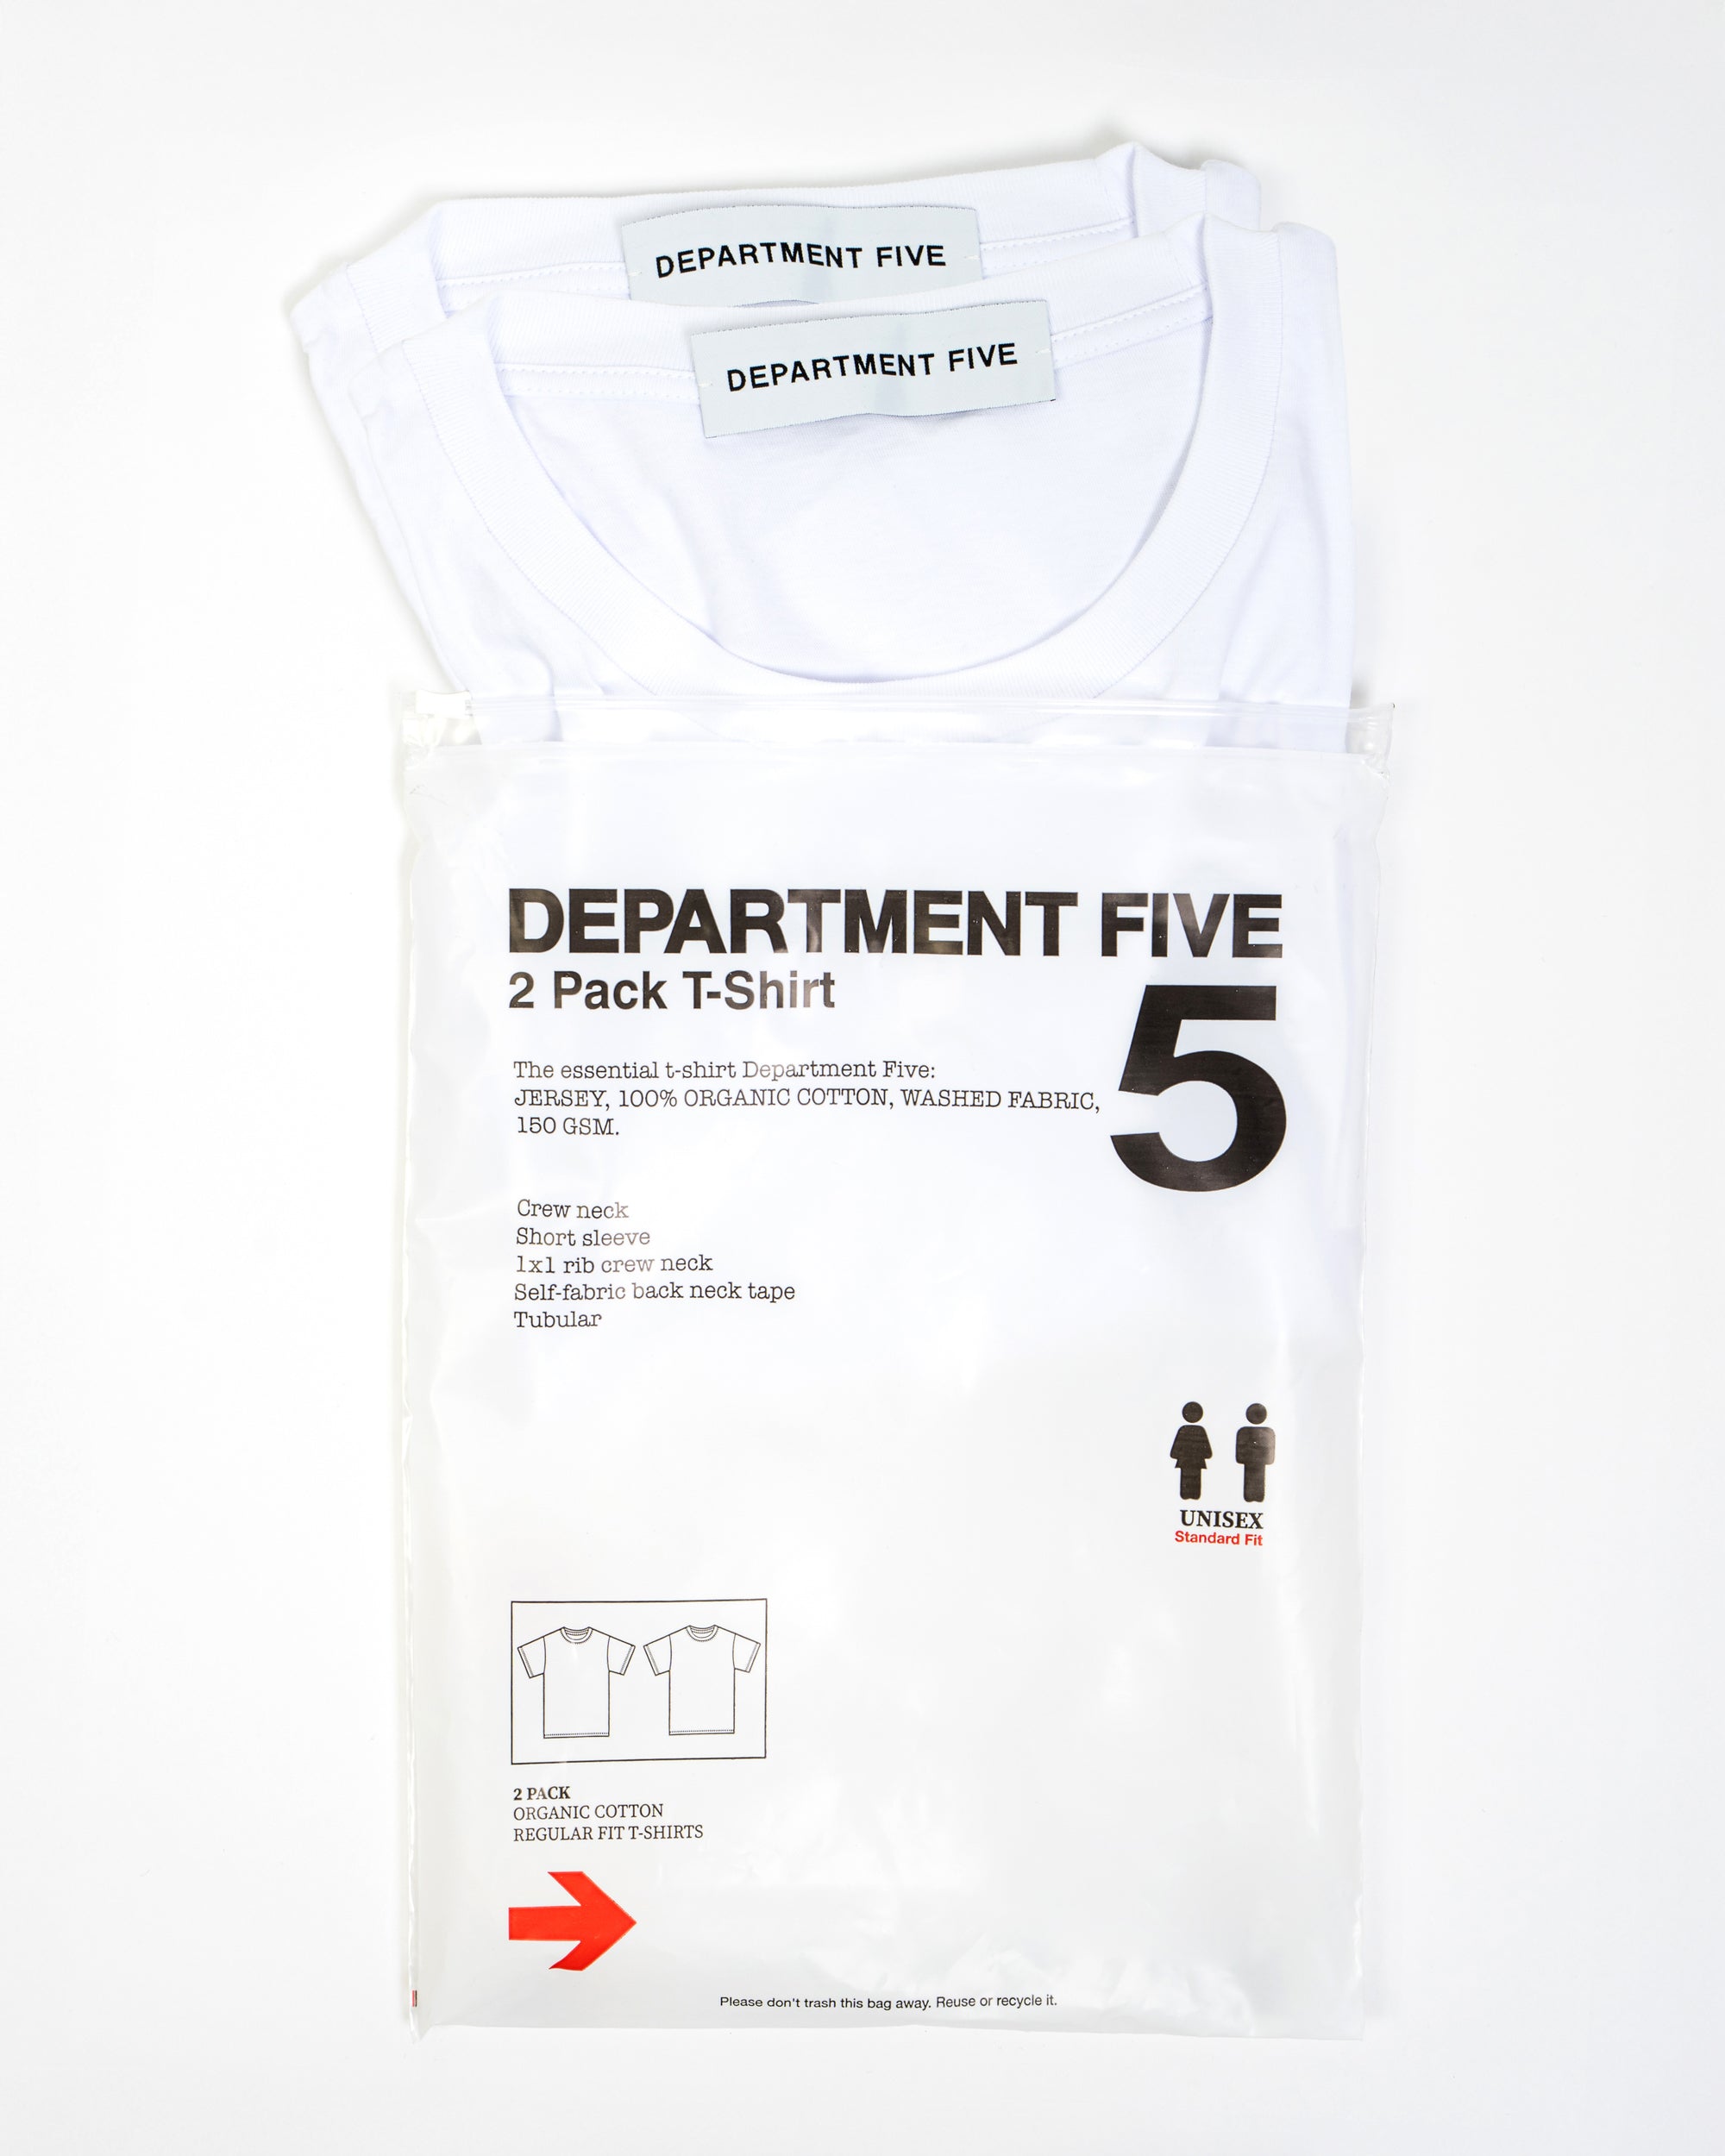 DEPARTMENT FIVE
DEPARTMENT FIVE
DEPARTMENT FIVE
2 Pack T-Shirt
5
The essential t-shirt Department Five:
JERSEY, 100% ORGANIC COTTON, WASHED FABRIC,
150 GSM.
Crew neck
Short sleeve
1x1 rib crew neck
Self-fabric back neck tape
Tubular
UNISEX
Standard Fit
2 PACK
ORGANIC COTTON
REGULAR FIT T-SHIRTS
Please don't trash this bag away. Reuse or recycle it.